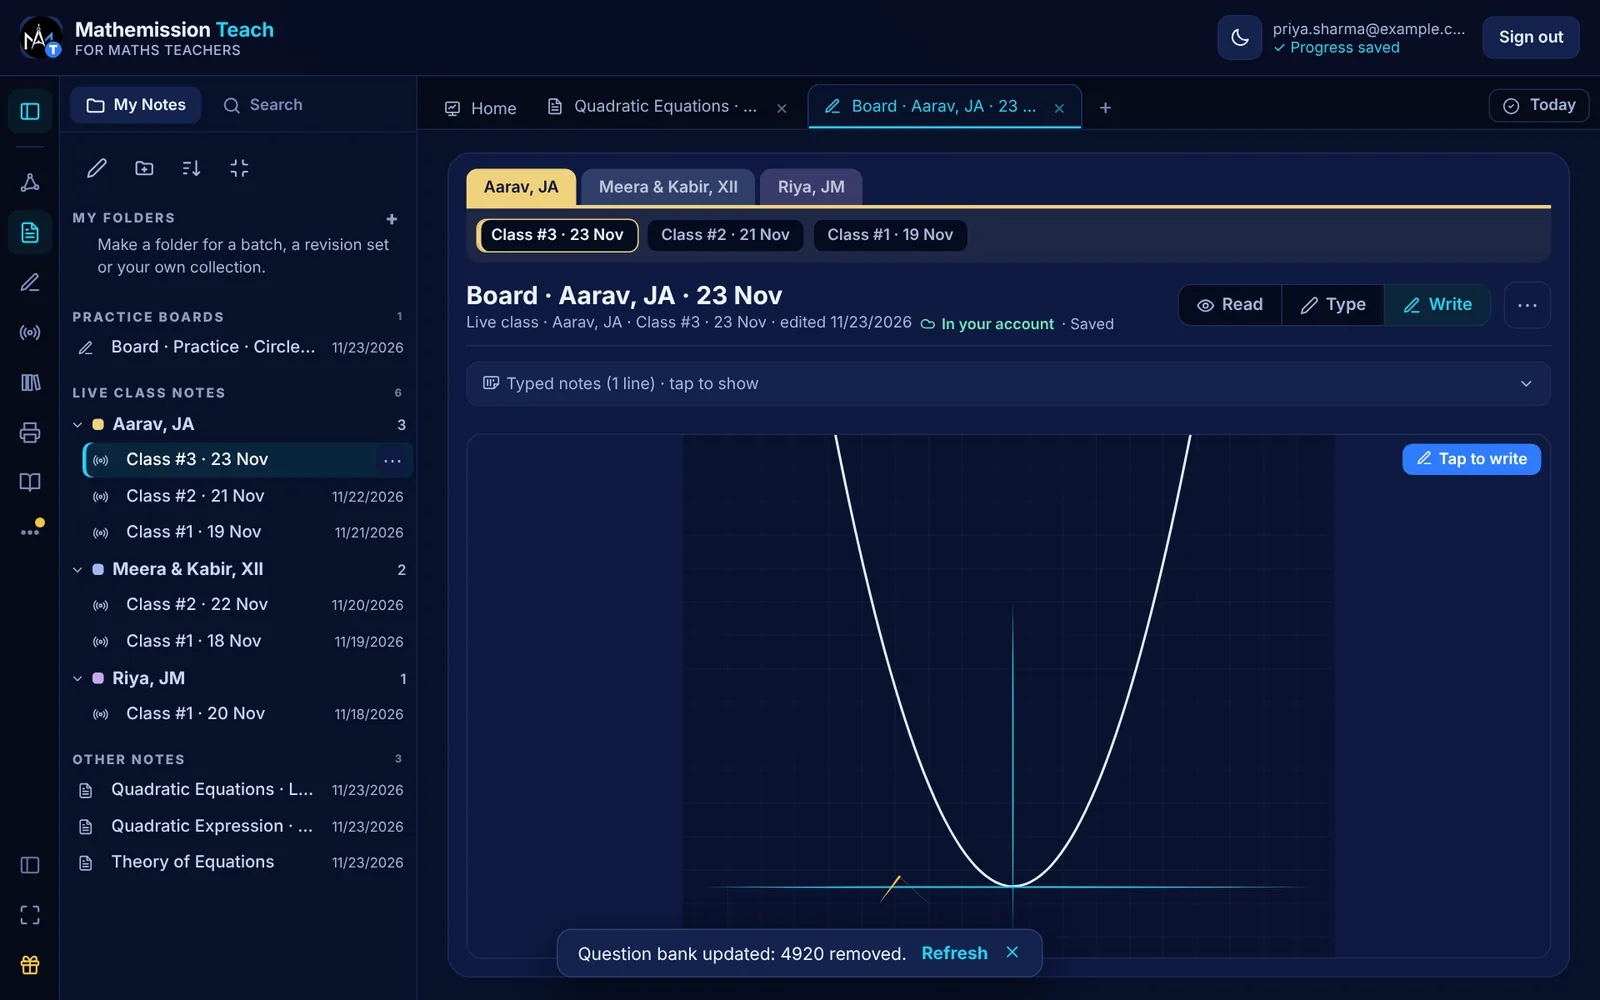 Mathemission Teach
FOR MATHS TEACHERS
priya.sharma@example.c...
✓ Progress saved
Sign out
My Notes
Search
Home
Quadratic Equations · ...
Board · Aarav, JA · 23 ...
Today
MY FOLDERS
Make a folder for a batch, a revision set
or your own collection.
PRACTICE BOARDS 1
Board · Practice · Circle... 11/23/2026
LIVE CLASS NOTES 6
Aarav, JA 3
Class #3 · 23 Nov ...
Class #2 · 21 Nov 11/22/2026
Class #1 · 19 Nov 11/21/2026
Meera & Kabir, XII 2
Class #2 · 22 Nov 11/20/2026
Class #1 · 18 Nov 11/19/2026
Riya, JM 1
Class #1 · 20 Nov 11/18/2026
OTHER NOTES 3
Quadratic Equations · L... 11/23/2026
Quadratic Expression · ... 11/23/2026
Theory of Equations 11/23/2026
Aarav, JA
Meera & Kabir, XII
Riya, JM
Class #3 · 23 Nov
Class #2 · 21 Nov
Class #1 · 19 Nov
Board · Aarav, JA · 23 Nov
Live class · Aarav, JA · Class #3 · 23 Nov · edited 11/23/2026 In your account · Saved
Read
Type
Write
Typed notes (1 line) · tap to show
Tap to write
Question bank updated: 4920 removed. Refresh